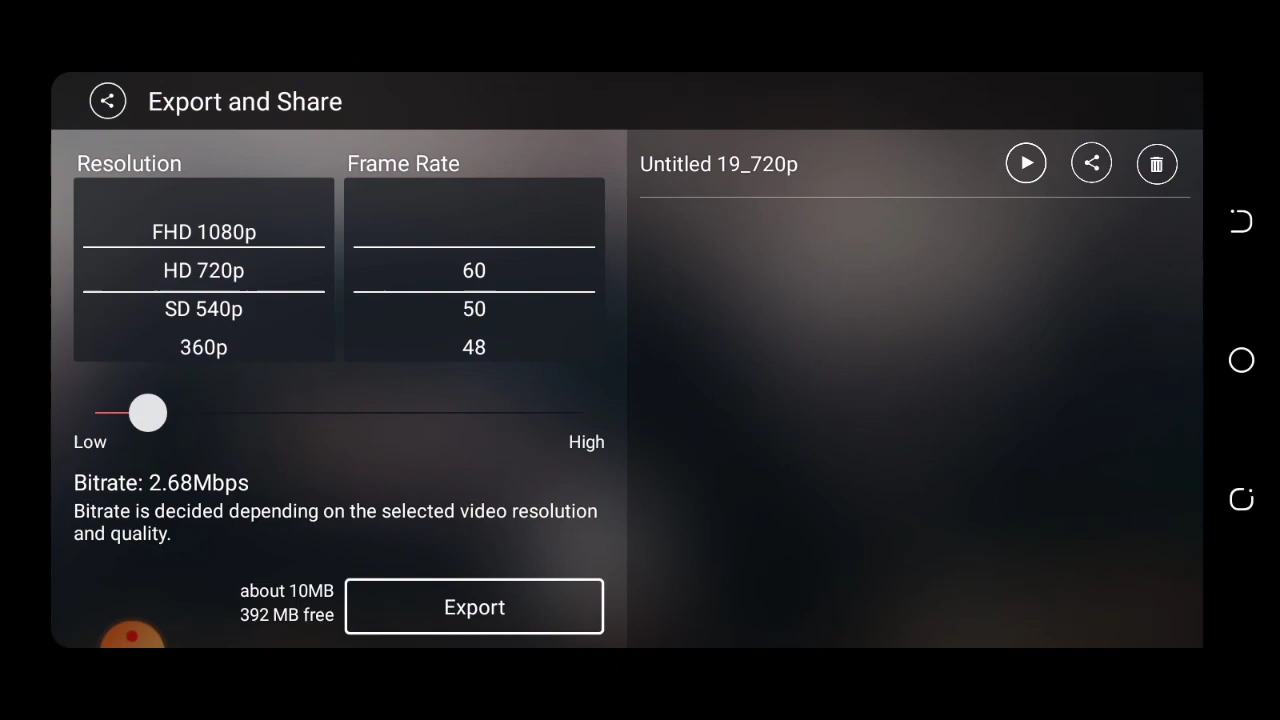 Export and Share
Resolution
Frame Rate
Untitled 19_720p
FHD 1080p
HD 720p
60
SD 540p
50
360p
48
Low
High
Bitrate: 2.68Mbps
Bitrate is decided depending on the selected video resolution
and quality.
about 10MB
392 MB free
Export